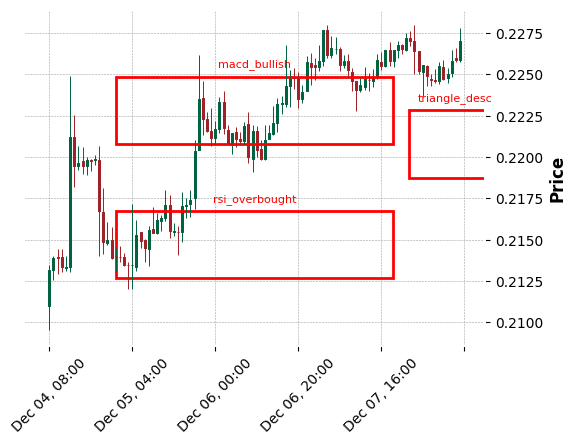 macd_bullish
triangle_desc
rsi_overbought
0.2275
0.2250
0.2225
0.2200
0.2175
0.2150
0.2125
0.2100
Price
Dec 04, 08:00
Dec 05, 04:00
Dec 06, 00:00
Dec 06, 20:00
Dec 07, 16:00